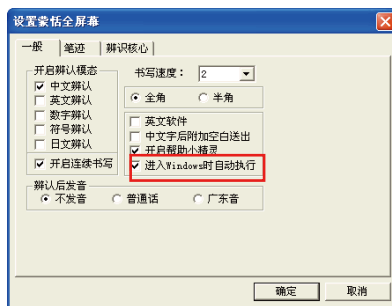 设置蒙恬全屏幕
一般 笔迹 辨识核心
开启辨认模态
中文辨认
英文辨认
数字辨认
符号辨认
日文辨认
开启连续书写
书写速度: 2
全角 半角
英文软件
中文字后附加空白送出
开启帮助小精灵
进入Windows时自动执行
辨认后发音
不发音 普通话 广东音
确定 取消